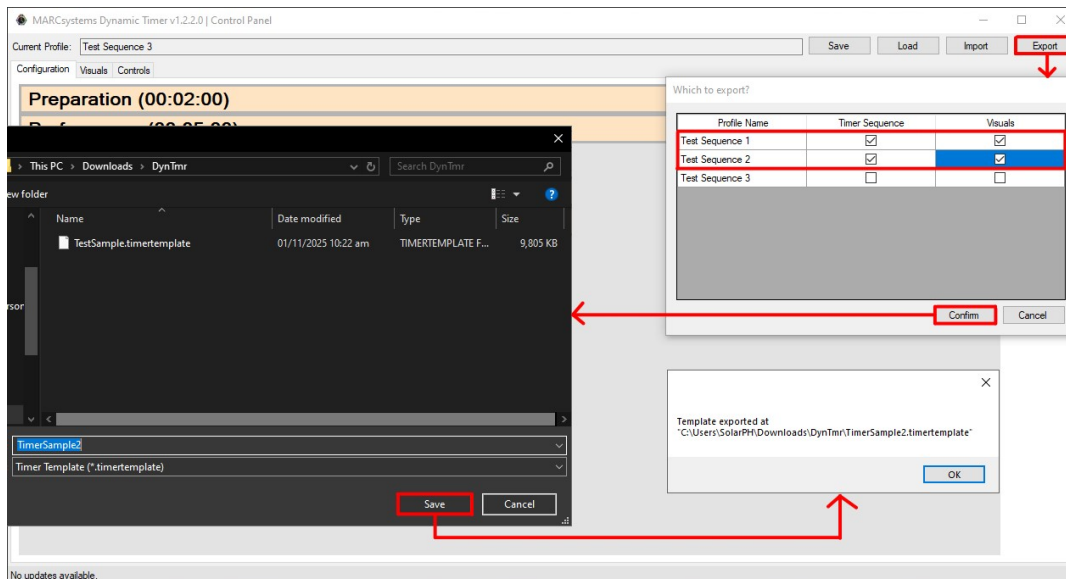 MARCsystems Dynamic Timer v1.2.2.0 | Control Panel
Current Profile: Test Sequence 3 Save Load Import Export
Configuration Visuals Controls
Preparation (00:02:00)
Which to export?
Profile Name Timer Sequence Visuals
Test Sequence 1
Test Sequence 2
Test Sequence 3
Confirm Cancel
This PC > Downloads > DynTmr Search DynTmr
ew folder
Name Date modified Type Size
TestSample.timertemplate 01/11/2025 10:22 am TIMERTEMPLATE F... 9,805 KB
rson
TimerSample2
Timer Template (*.timertemplate)
Save Cancel
Template exported at
"C:\Users\SolarPH\Downloads\DynTmr\TimerSample2.timertemplate"
OK
No updates available.